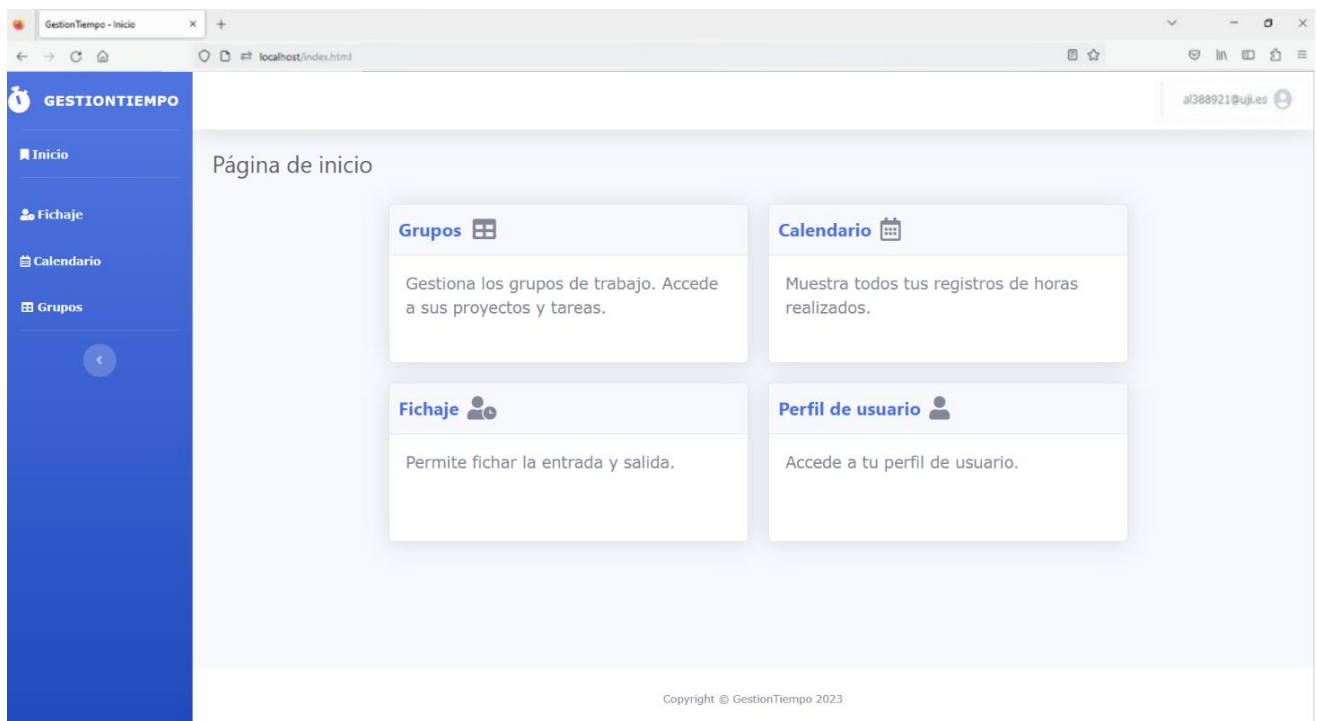 GestionTiempo - Inicio
localhost/index.html
GESTIONTIEMPO
al388921@uji.es
Inicio
Fichaje
Calendario
Grupos
Página de inicio
Grupos
Gestiona los grupos de trabajo. Accede
a sus proyectos y tareas.
Calendario
Muestra todos tus registros de horas
realizados.
Fichaje
Permite fichar la entrada y salida.
Perfil de usuario
Accede a tu perfil de usuario.
Copyright © GestionTiempo 2023